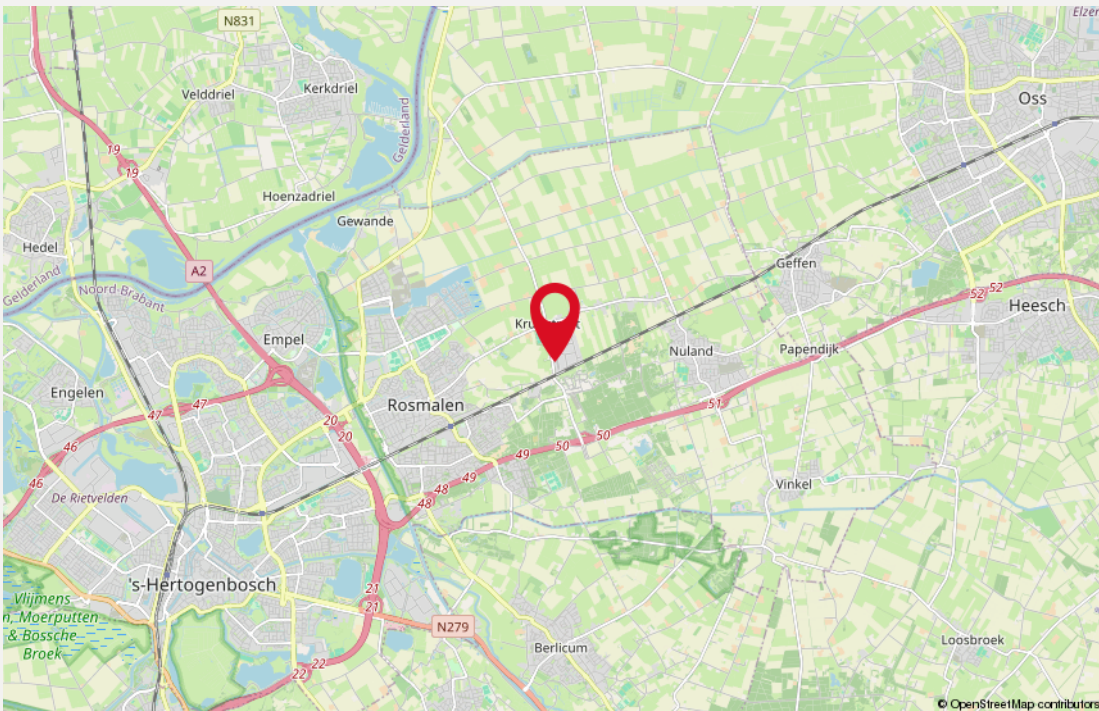 N831
Elzen
Velddriel
Kerkdriel
Oss
Gelderland
19
19
Hoenzadriel
Gewande
Hedel
A2
Gelderland
Noord-Brabant
Geffen
52
52
Heesch
Empel
Nuland
Papendijk
Engelen
Rosmalen
47
47
51
20
20
46
50
50
49
49
46
48
48
De Rietvelden
Vinkel
's-Hertogenbosch
21
21
Vlijmens
n, Moerputten
& Bossche
Broek
N279
Berlicum
Loosbroek
22
22
© OpenStreetMap contributors